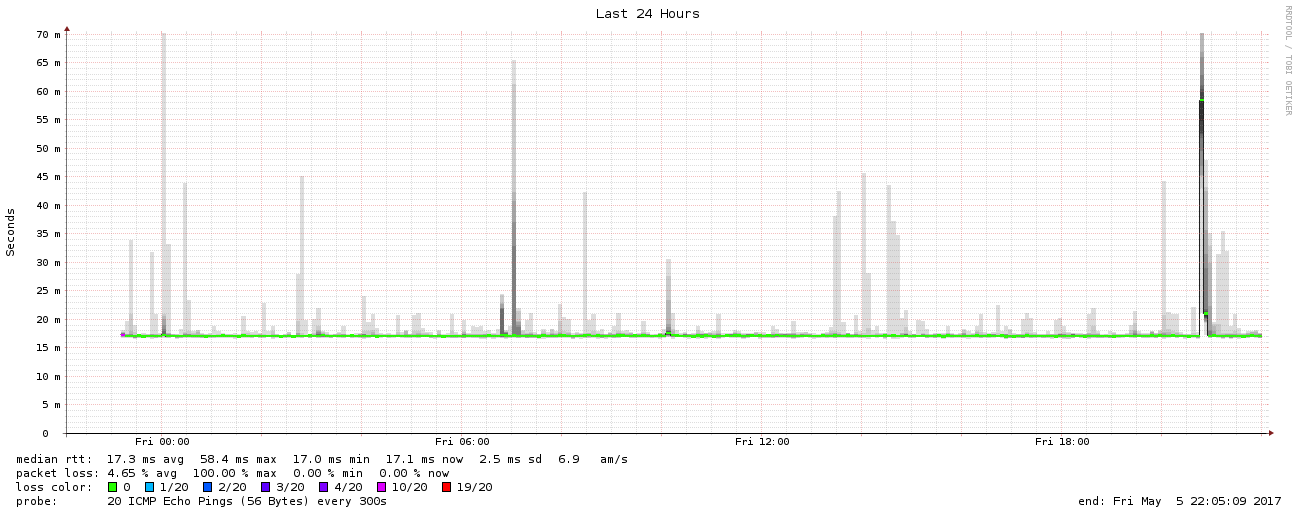 Last 24 Hours
RRDTOOL / TOBI OETIKER
Seconds
70 m
65 m
60 m
55 m
50 m
45 m
40 m
35 m
30 m
25 m
20 m
15 m
10 m
5 m
0
Fri 00:00 Fri 06:00 Fri 12:00 Fri 18:00
median rtt: 17.3 ms avg 58.4 ms max 17.0 ms min 17.1 ms now 2.5 ms sd 6.9 am/s
packet loss: 4.65 % avg 100.00 % max 0.00 % min 0.00 % now
loss color: 0 1/20 2/20 3/20 4/20 10/20 19/20
probe: 20 ICMP Echo Pings (56 Bytes) every 300s end: Fri May 5 22:05:09 2017